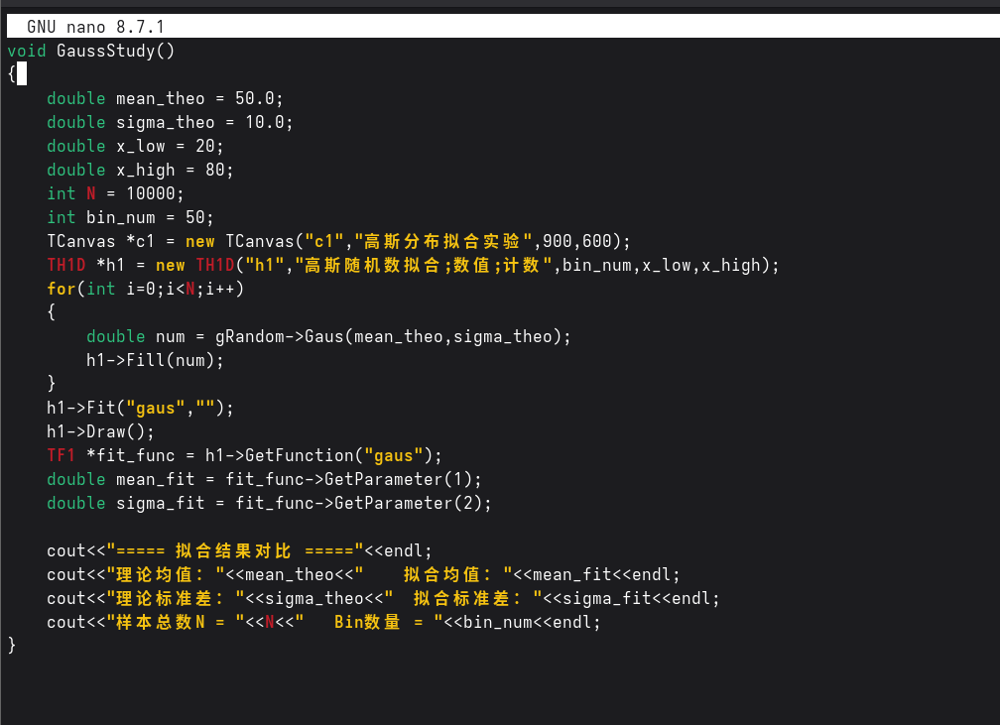 GNU nano 8.7.1
void GaussStudy()
{
    double mean_theo = 50.0;
    double sigma_theo = 10.0;
    double x_low = 20;
    double x_high = 80;
    int N = 10000;
    int bin_num = 50;
    TCanvas *c1 = new TCanvas("c1","高斯分布拟合实验",900,600);
    TH1D *h1 = new TH1D("h1","高斯随机数拟合;数值;计数",bin_num,x_low,x_high);
    for(int i=0;i<N;i++)
    {
        double num = gRandom->Gaus(mean_theo,sigma_theo);
        h1->Fill(num);
    }
    h1->Fit("gaus","");
    h1->Draw();
    TF1 *fit_func = h1->GetFunction("gaus");
    double mean_fit = fit_func->GetParameter(1);
    double sigma_fit = fit_func->GetParameter(2);

    cout<<"===== 拟合结果对比 ====="<<endl;
    cout<<"理论均值: "<<mean_theo<<"    拟合均值: "<<mean_fit<<endl;
    cout<<"理论标准差: "<<sigma_theo<<"  拟合标准差: "<<sigma_fit<<endl;
    cout<<"样本总数N = "<<N<<"   Bin数量 = "<<bin_num<<endl;
}